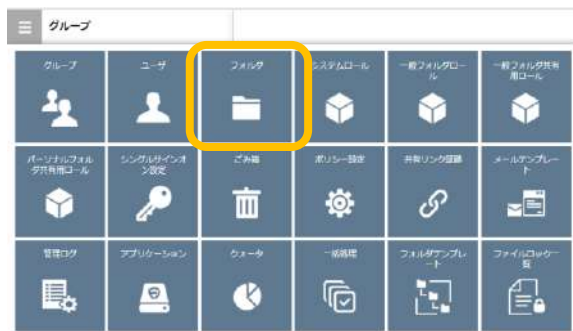 グループ
グループ
ユーザ
フォルダ
システムロール
一般フォルダロー
ル
一般フォルダ共有
用ロール
パーソナルフォル
ダ共有用ロール
シングルサインオ
ン設定
ごみ箱
ポリシー設定
共有リンク証跡
メールテンプレー
ト
管理ログ
アプリケーション
クォータ
一括処理
フォルダテンプレ
ート
ファイルロック一
覧